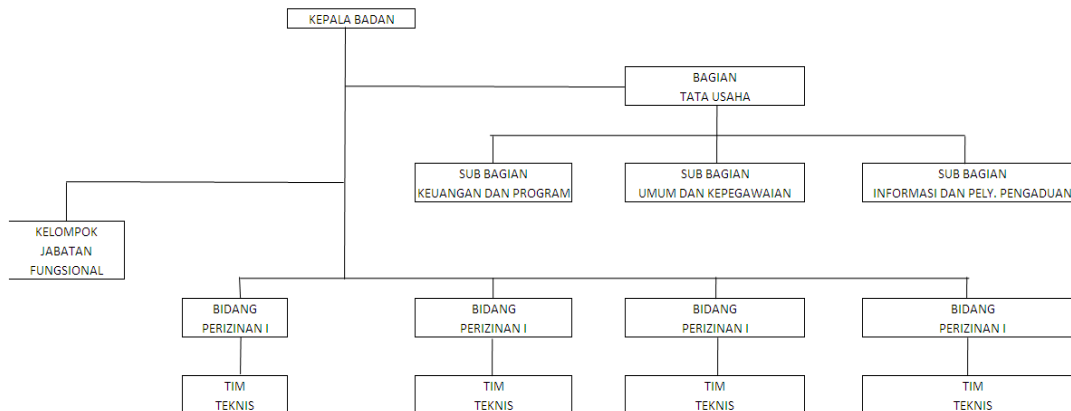 KEPALA BADAN
BAGIAN
TATA USAHA
SUB BAGIAN
KEUANGAN DAN PROGRAM
SUB BAGIAN
UMUM DAN KEPEGAWAIAN
SUB BAGIAN
INFORMASI DAN PELY. PENGADUAN
KELOMPOK
JABATAN
FUNGSIONAL
BIDANG
PERIZINAN I
BIDANG
PERIZINAN I
BIDANG
PERIZINAN I
BIDANG
PERIZINAN I
TIM
TEKNIS
TIM
TEKNIS
TIM
TEKNIS
TIM
TEKNIS